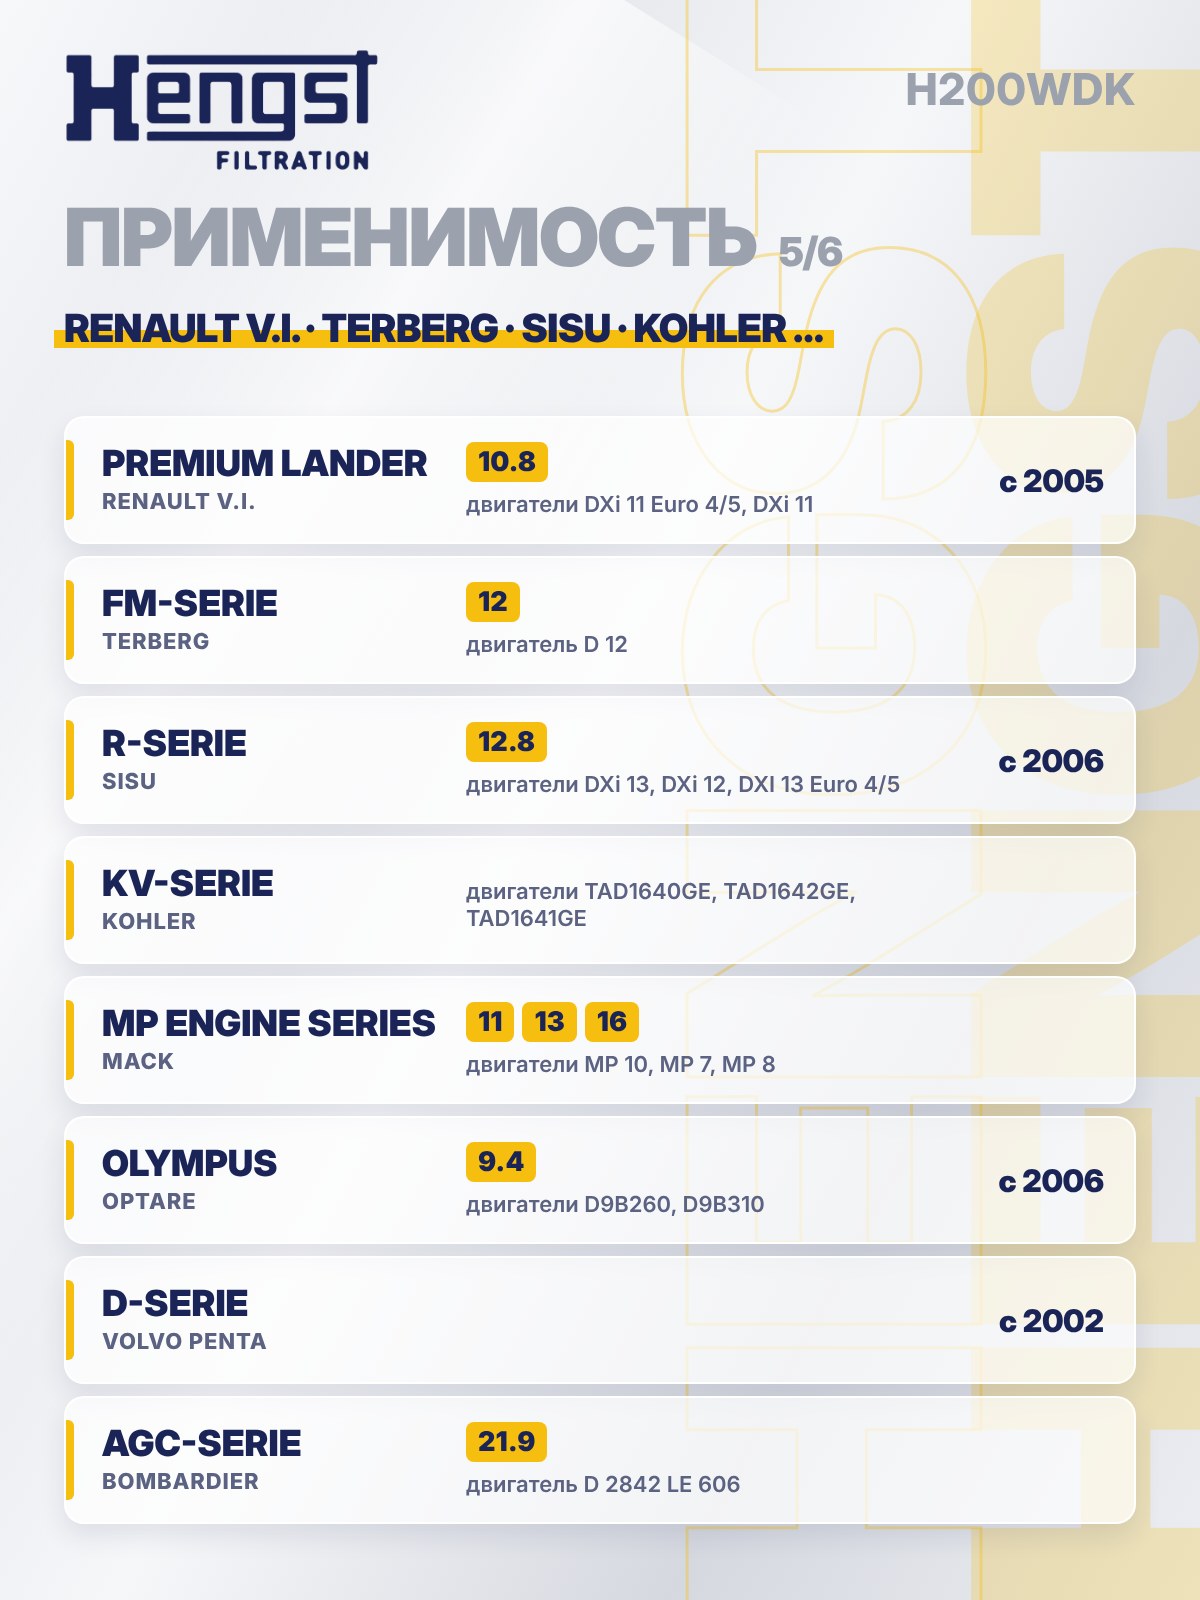 Hengst
FILTRATION
H200WDK
ПРИМЕНИМОСТЬ 5/6
RENAULT V.I. · TERBERG · SISU · KOHLER ...
PREMIUM LANDER
RENAULT V.I.
10.8
двигатели DXi 11 Euro 4/5, DXi 11
с 2005
FM-SERIE
TERBERG
12
двигатель D 12
R-SERIE
SISU
12.8
двигатели DXi 13, DXi 12, DXI 13 Euro 4/5
с 2006
KV-SERIE
KOHLER
двигатели TAD1640GE, TAD1642GE,
TAD1641GE
MP ENGINE SERIES
MACK
11 13 16
двигатели MP 10, MP 7, MP 8
OLYMPUS
OPTARE
9.4
двигатели D9B260, D9B310
с 2006
D-SERIE
VOLVO PENTA
с 2002
AGC-SERIE
BOMBARDIER
21.9
двигатель D 2842 LE 606
HENGST
HENGST